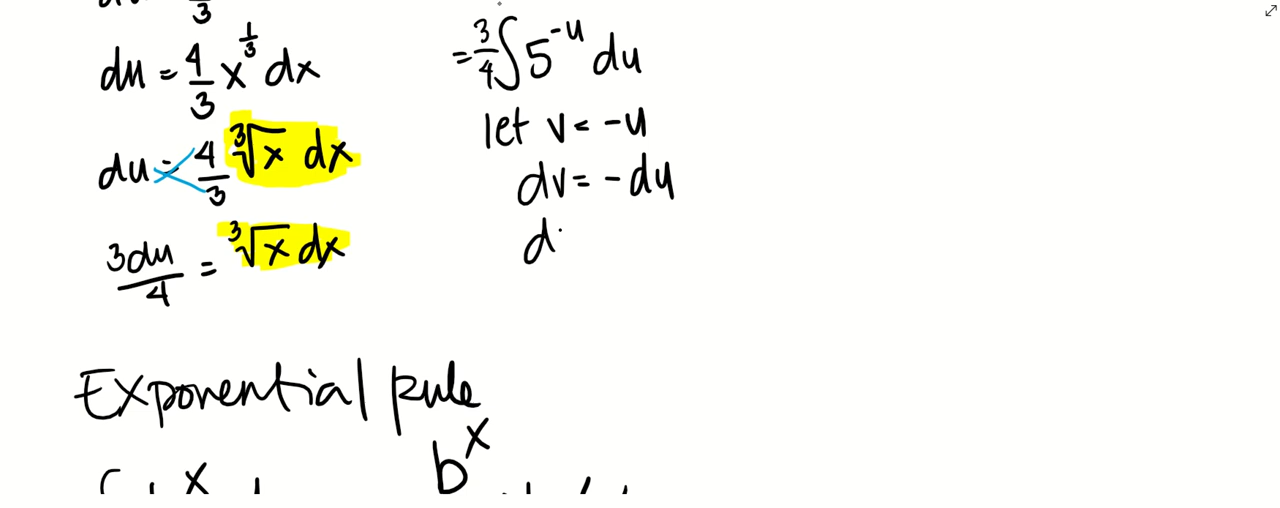 du = 4/3 x^{1/3} dx
du = 4/3 ∛x dx
3du/4 = ∛x dx
= 3/4 ∫ 5^{-u} du
let v = -u
dv = -du
d
Exponential rule
b^x